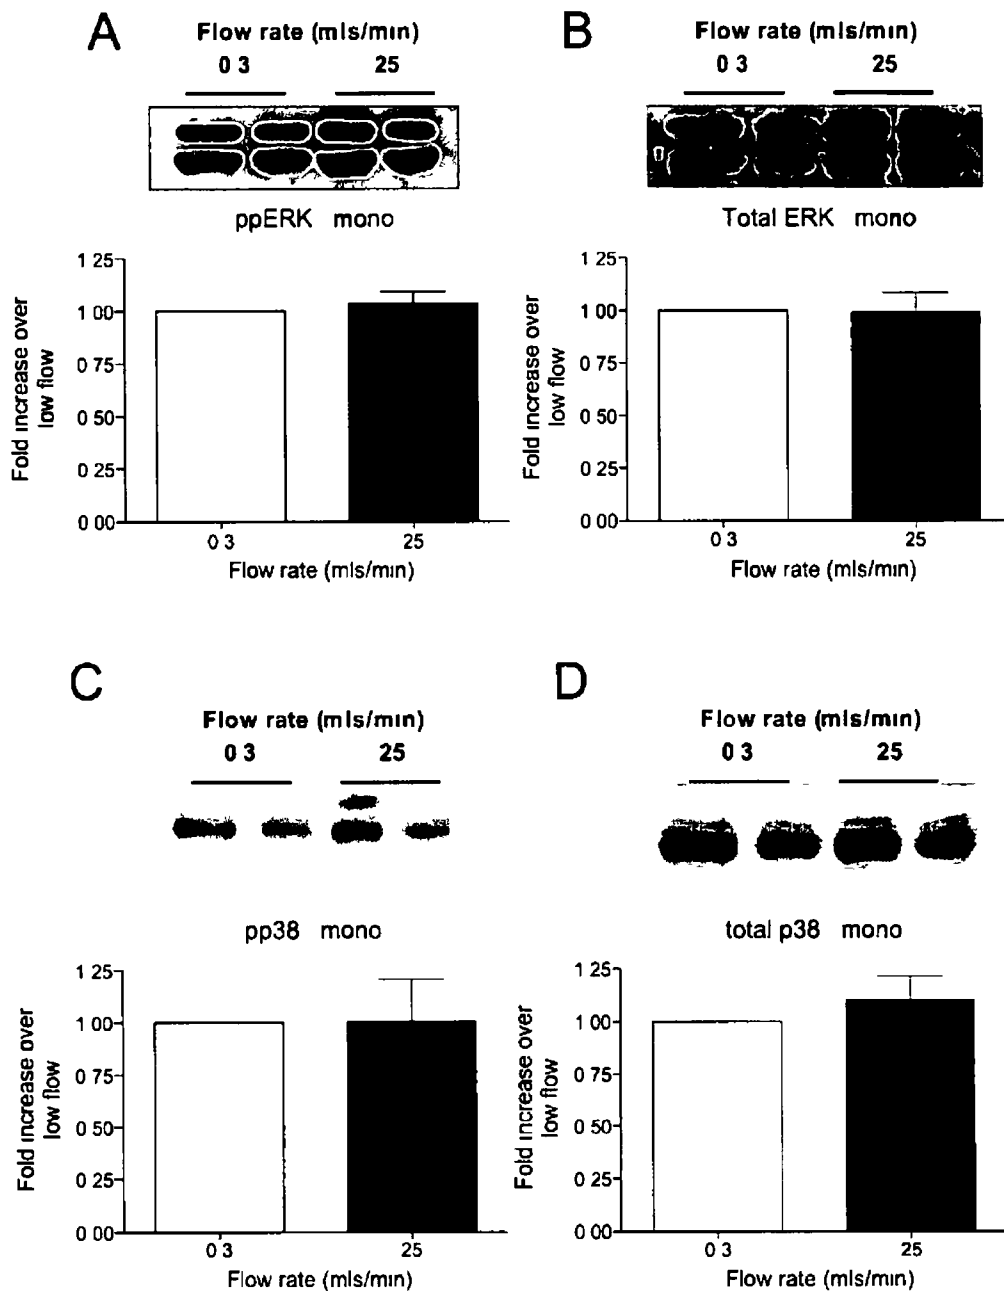 A
Flow rate (mls/min)
0 3 25
ppERK mono
Fold increase over
low flow
1 25
1 00
0 75
0 50
0 25
0 00
0 3 25
Flow rate (mls/min)
B
Flow rate (mls/min)
0 3 25
Total ERK mono
Fold increase over
low flow
1 25
1 00
0 75
0 50
0 25
0 00
0 3 25
Flow rate (mls/min)
C
Flow rate (mls/min)
0 3 25
pp38 mono
Fold increase over
low flow
1 25
1 00
0 75
0 50
0 25
0 00
0 3 25
Flow rate (mls/min)
D
Flow rate (mls/min)
0 3 25
total p38 mono
Fold increase over
low flow
1 25
1 00
0 75
0 50
0 25
0 00
0 3 25
Flow rate (mls/min)